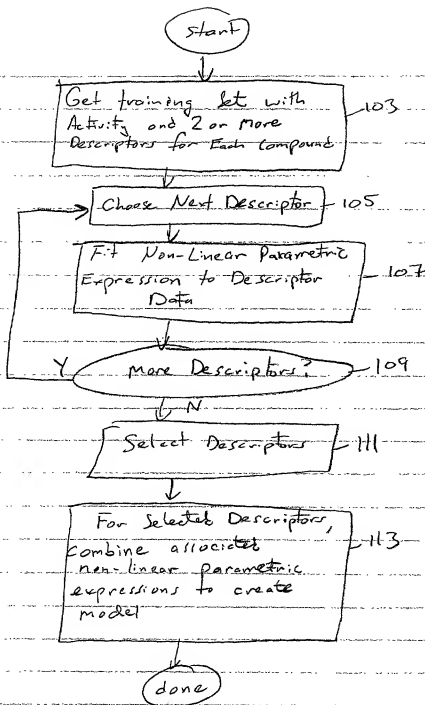 start
Get training set with
Activity and 2 or more
Descriptors for Each Compound
103
Choose Next Descriptor
105
Fit Non-Linear Parametric
Expression to Descriptor
Data
107
More Descriptors?
109
Y
N
Select Descriptors
111
For Selected Descriptors,
combine associated
non-linear parametric
expressions to create
model
113
done